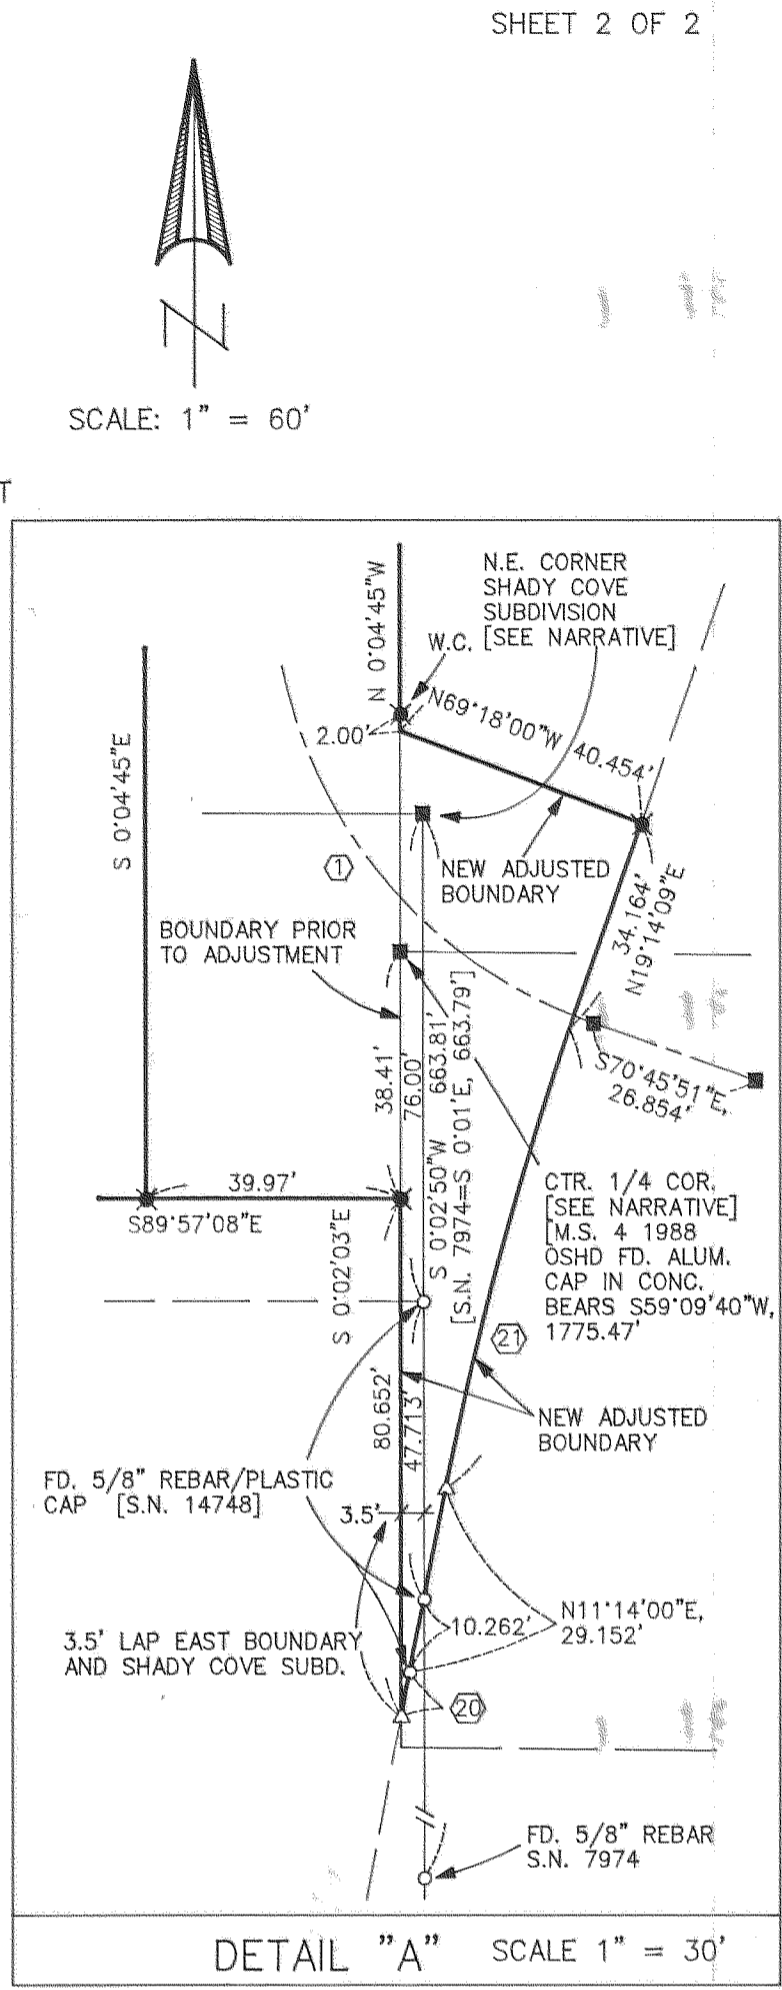 SHEET 2 OF 2
N
SCALE: 1" = 60'
T
N.E. CORNER
SHADY COVE
SUBDIVISION
[SEE NARRATIVE]
W.C.
N 0°04'45"W
S 0°04'45"E
2.00'
N69°18'00"W 40.454'
1
NEW ADJUSTED
BOUNDARY
34.164'
N19°14'09"E
BOUNDARY PRIOR
TO ADJUSTMENT
38.41'
76.00'
S 0°02'50"W 663.81'
[S.N. 7974=S 0°01'E, 663.79']
S70°45'51"E,
26.854'
39.97'
S89°57'08"E
S 0°02'03"E
CTR. 1/4 COR.
[SEE NARRATIVE]
[M.S. 4 1988
OSHD FD. ALUM.
CAP IN CONC.
BEARS S59°09'40"W,
1775.47'
21
80.652'
47.713'
NEW ADJUSTED
BOUNDARY
FD. 5/8" REBAR/PLASTIC
CAP [S.N. 14748]
3.5'
N11°14'00"E,
29.152'
10.262'
3.5' LAP EAST BOUNDARY
AND SHADY COVE SUBD.
20
FD. 5/8" REBAR
S.N. 7974
DETAIL "A" SCALE 1" = 30'